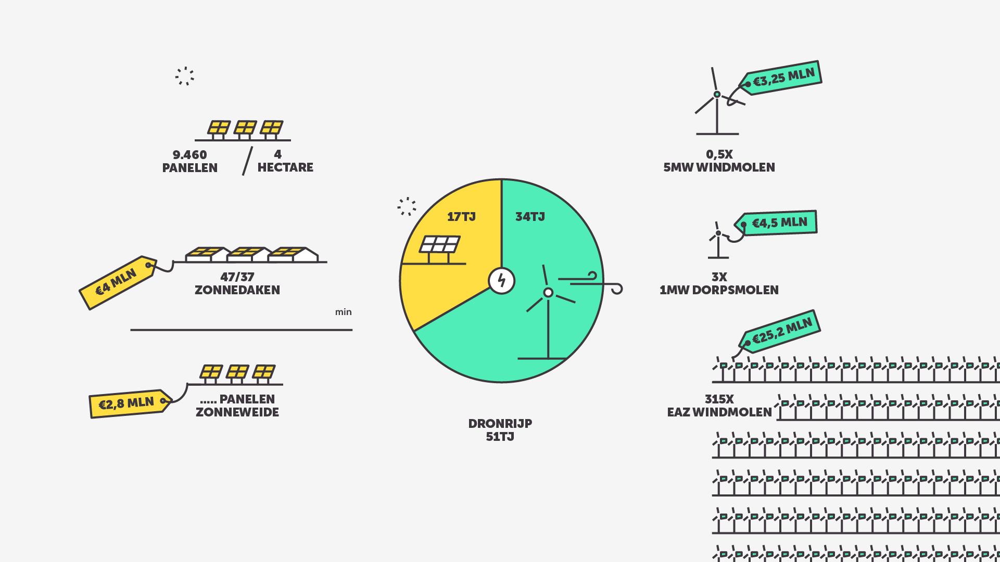 9.460
PANELEN
4
HECTARE
€4 MLN
47/37
ZONNEDAKEN
min
€2,8 MLN
..... PANELEN
ZONNEWEIDE
17TJ
34TJ
DRONRIJP
51TJ
€3,25 MLN
0,5X
5MW WINDMOLEN
€4,5 MLN
3X
1MW DORPSMOLEN
€25,2 MLN
315X
EAZ WINDMOLEN